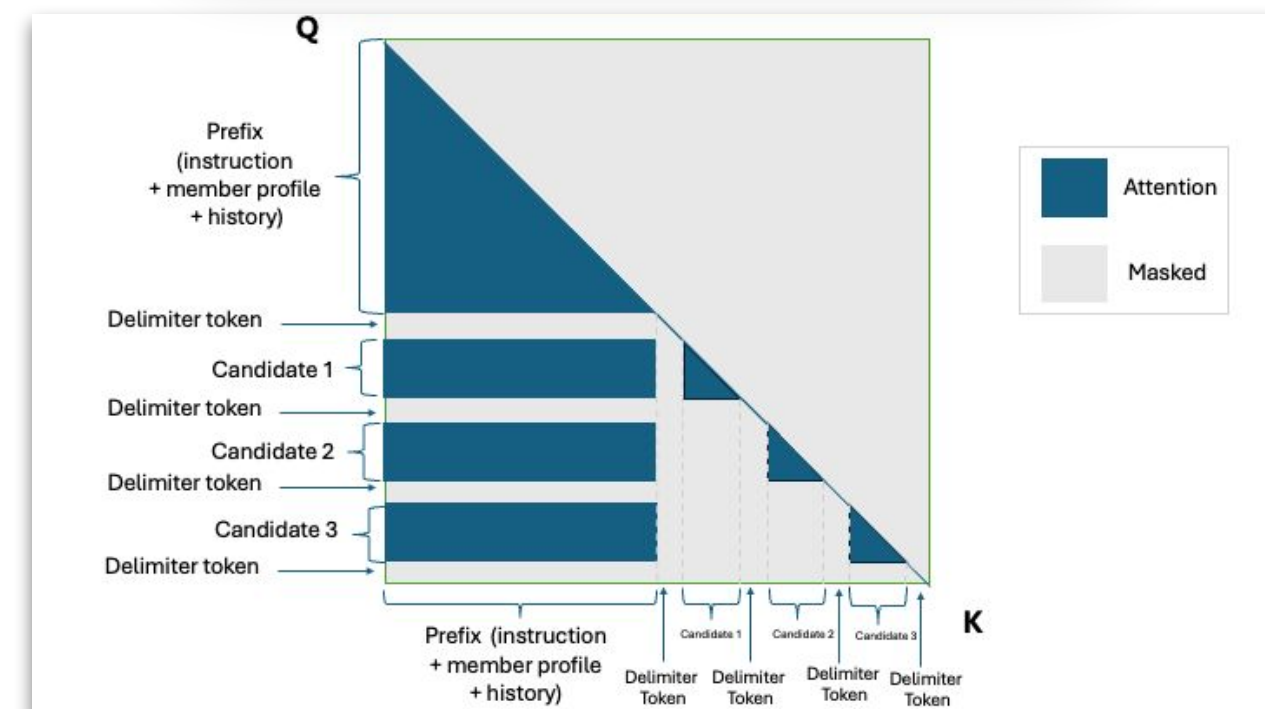 Q
Prefix
(instruction
+ member profile
+ history)
Delimiter token
Candidate 1
Delimiter token
Candidate 2
Delimiter token
Candidate 3
Delimiter token
Attention
Masked
K
Prefix (instruction
+ member profile
+ history)
Candidate 1
Candidate 2
Candidate 3
Delimiter
Token
Delimiter
Token
Delimiter
Token
Delimiter
Token